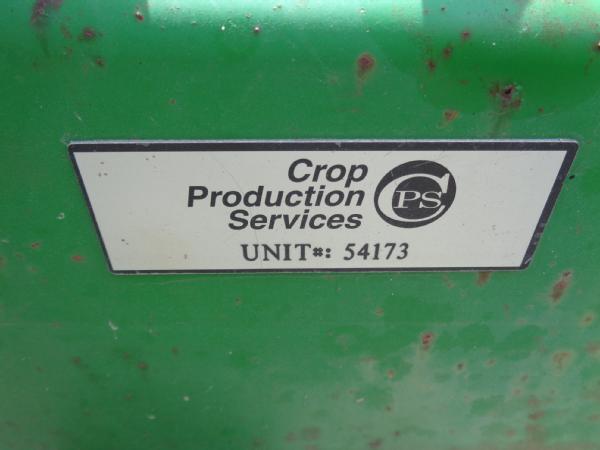 Crop
Production
Services
CPS
UNIT#: 54173